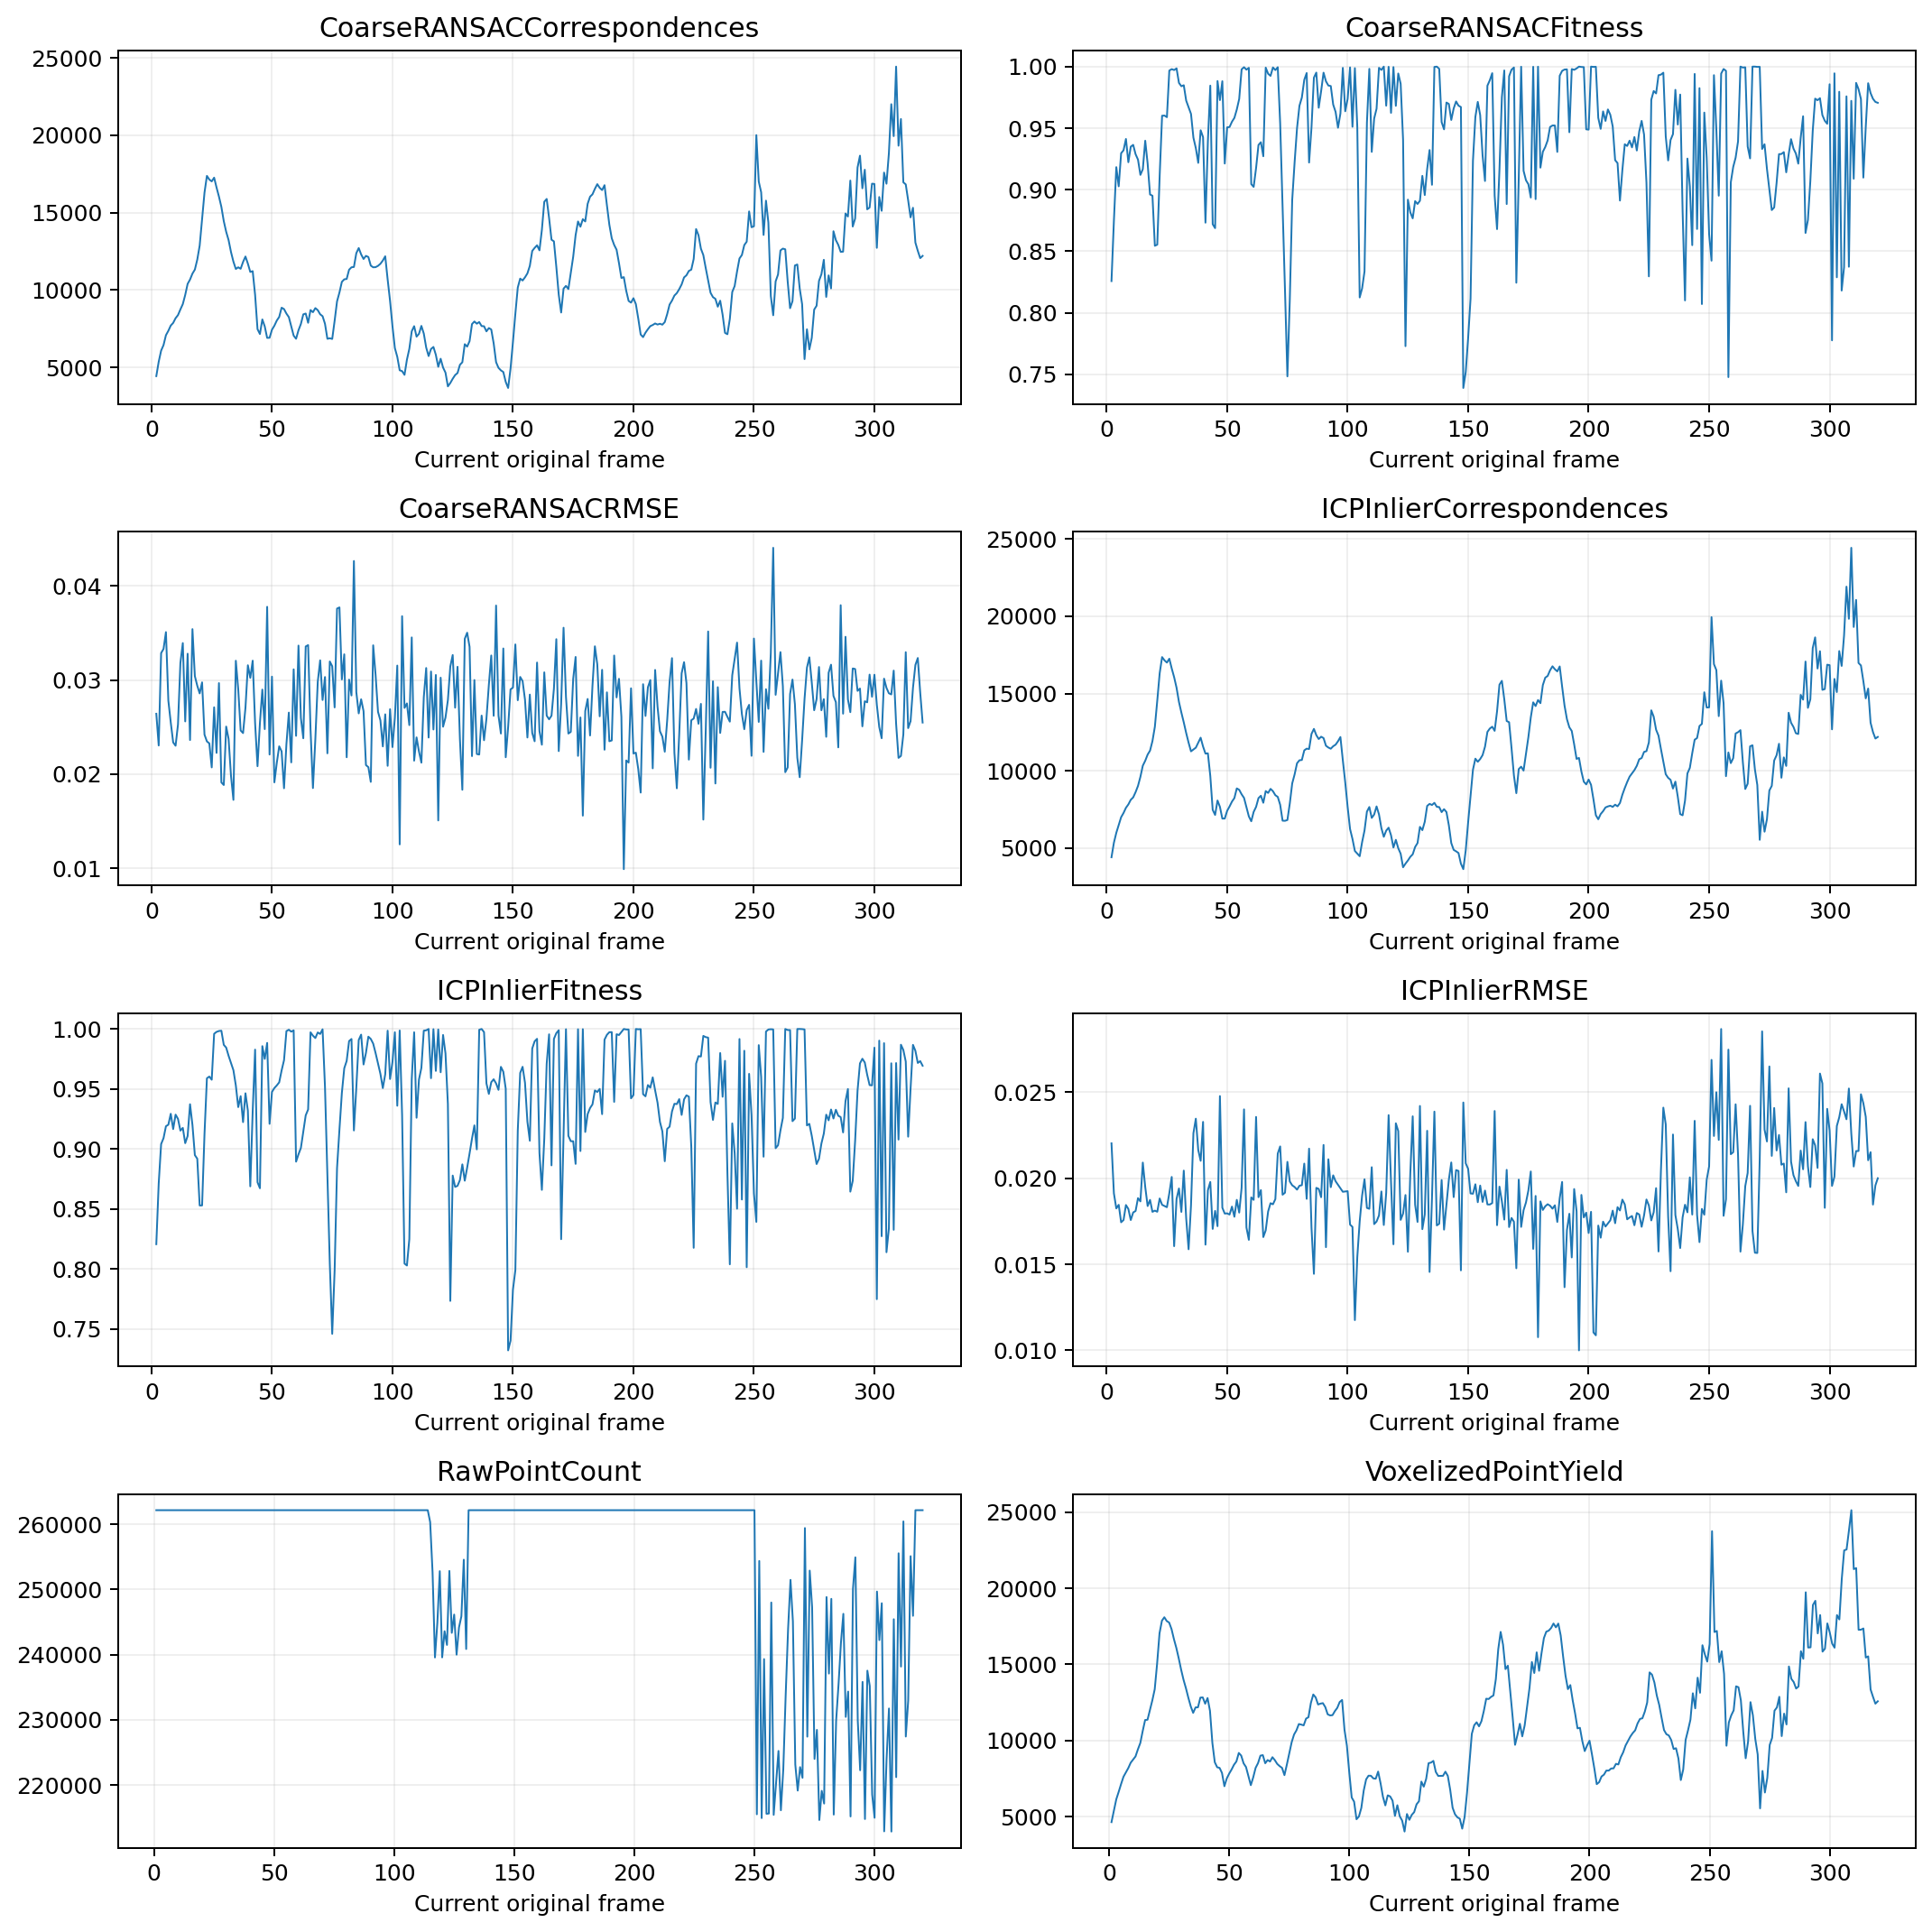 CoarseRANSACCorrespondences
25000
20000
15000
10000
5000
0 50 100 150 200 250 300
Current original frame
CoarseRANSACFitness
1.00
0.95
0.90
0.85
0.80
0.75
0 50 100 150 200 250 300
Current original frame
CoarseRANSACRMSE
0.04
0.03
0.02
0.01
0 50 100 150 200 250 300
Current original frame
ICPInlierCorrespondences
25000
20000
15000
10000
5000
0 50 100 150 200 250 300
Current original frame
ICPInlierFitness
1.00
0.95
0.90
0.85
0.80
0.75
0 50 100 150 200 250 300
Current original frame
ICPInlierRMSE
0.025
0.020
0.015
0.010
0 50 100 150 200 250 300
Current original frame
RawPointCount
260000
250000
240000
230000
220000
0 50 100 150 200 250 300
Current original frame
VoxelizedPointYield
25000
20000
15000
10000
5000
0 50 100 150 200 250 300
Current original frame